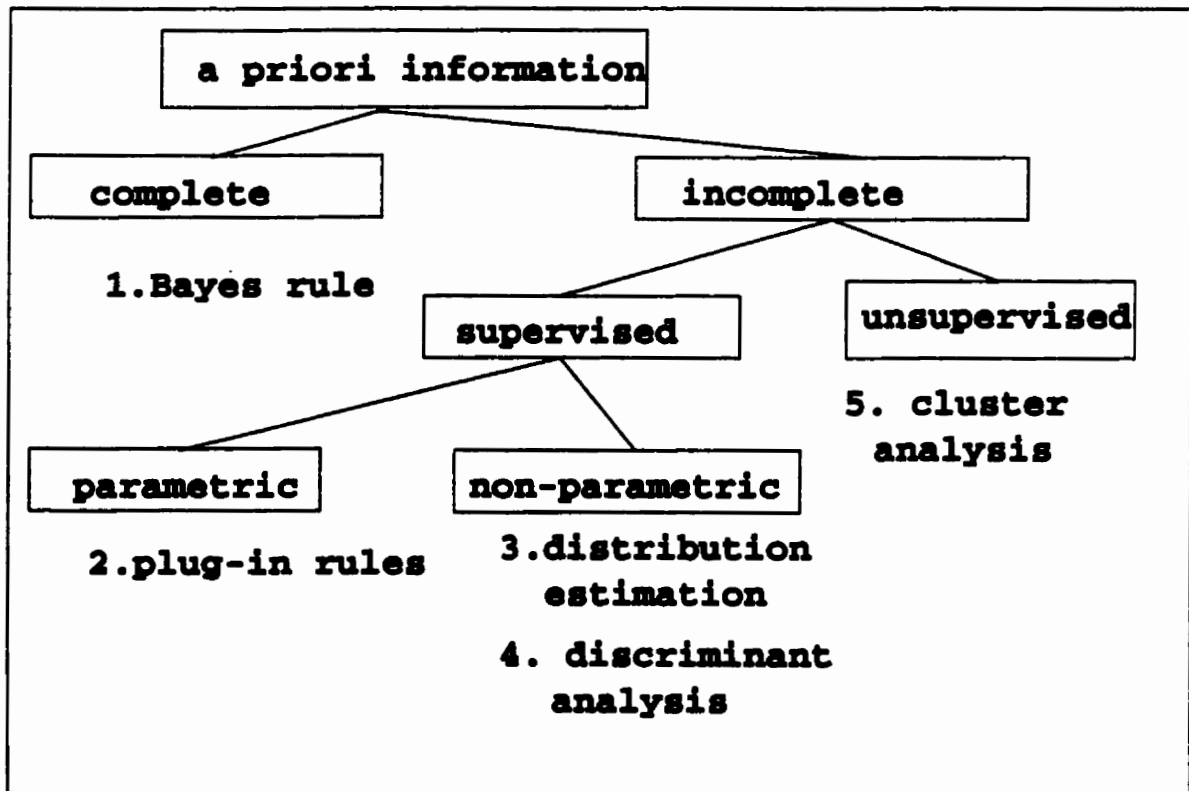 a priori information
complete
incomplete
1.Bayes rule
supervised
unsupervised
5. cluster
analysis
parametric
non-parametric
2.plug-in rules
3.distribution
estimation
4. discriminant
analysis